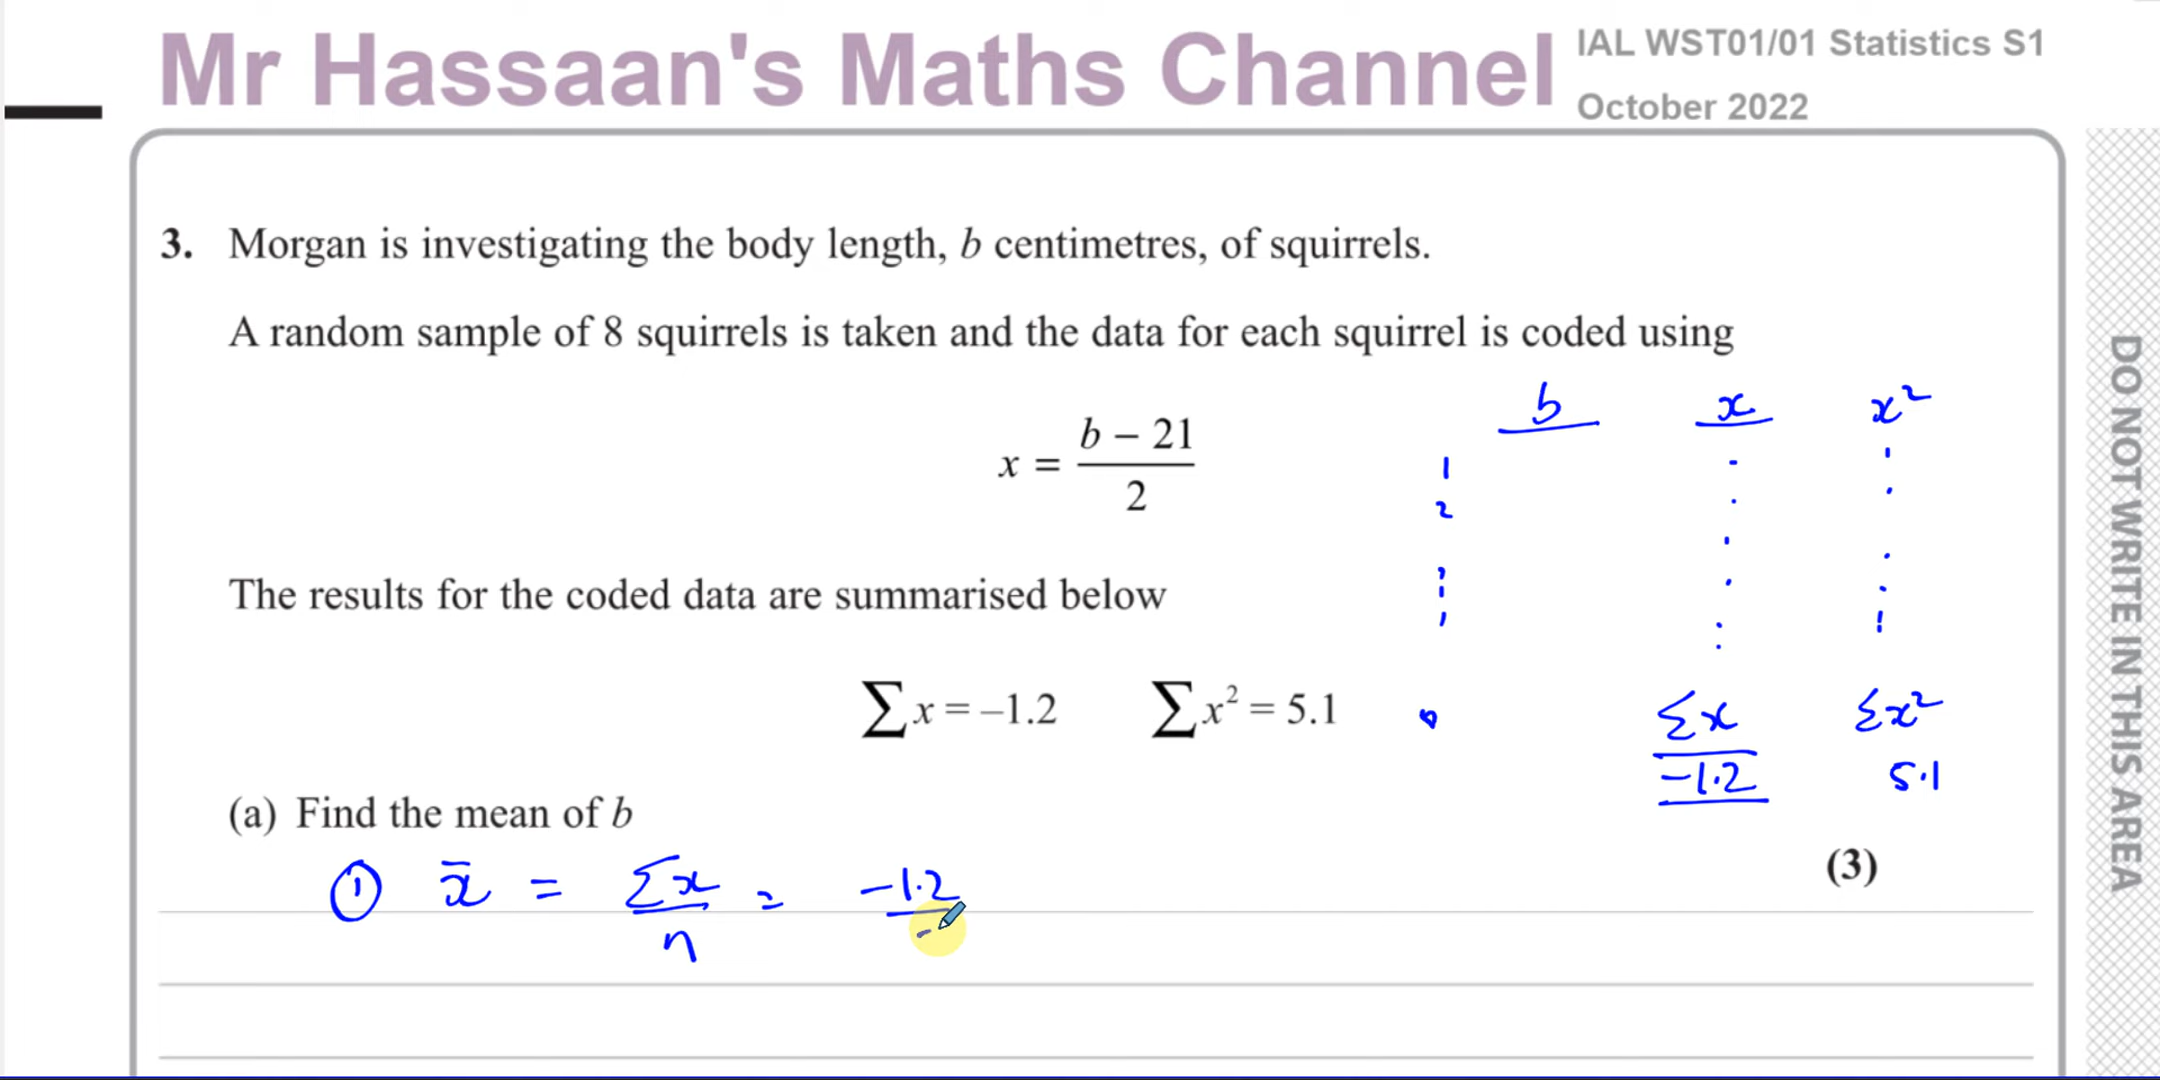 Mr Hassaan's Maths Channel
IAL WST01/01 Statistics S1
October 2022
3. Morgan is investigating the body length, b centimetres, of squirrels.
A random sample of 8 squirrels is taken and the data for each squirrel is coded using
x = (b – 21)/2
b x x²
1
2
The results for the coded data are summarised below
∑x = –1.2 ∑x² = 5.1
Σx Σx²
-1.2 5.1
(a) Find the mean of b
(3)
① x̄ = Σx/n = -1.2
DO NOT WRITE IN THIS AREA